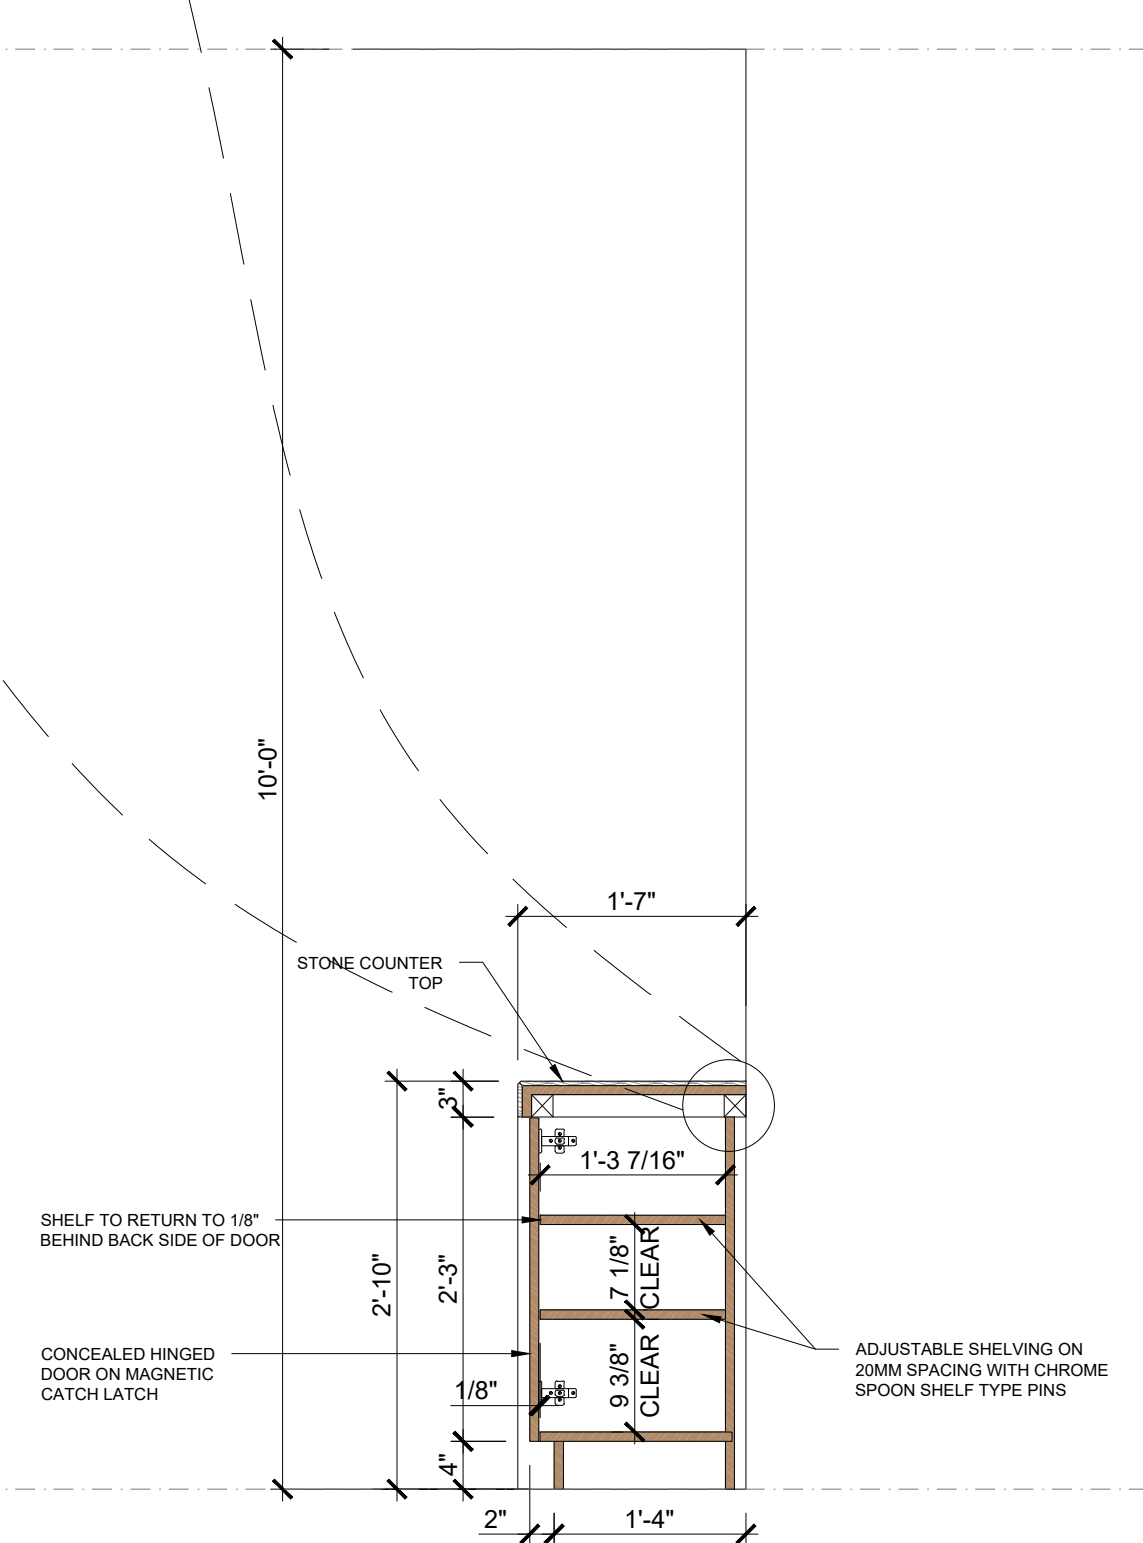 10'-0"
1'-7"
STONE COUNTER
TOP
3"
1'-3 7/16"
SHELF TO RETURN TO 1/8"
BEHIND BACK SIDE OF DOOR
7 1/8"
CLEAR
2'-10"
2'-3"
CONCEALED HINGED
DOOR ON MAGNETIC
CATCH LATCH
9 3/8"
CLEAR
ADJUSTABLE SHELVING ON
20MM SPACING WITH CHROME
SPOON SHELF TYPE PINS
1/8"
4"
2"
1'-4"